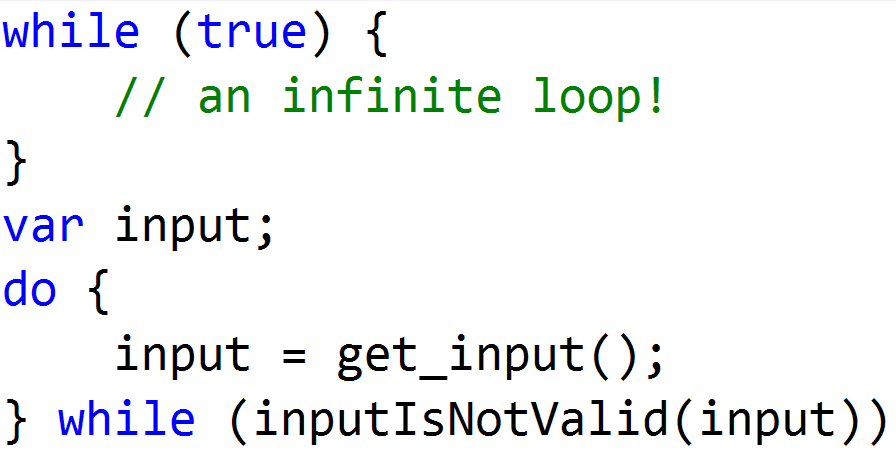 while (true) {
    // an infinite loop!
}
var input;
do {
    input = get_input();
} while (inputIsNotValid(input))